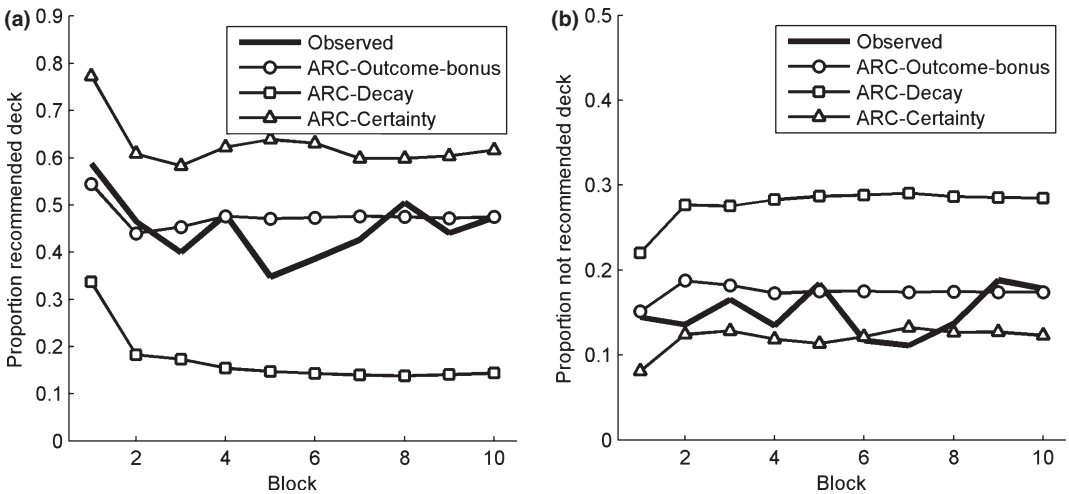 (a)
0.9
0.8
0.7
0.6
0.5
0.4
0.3
0.2
0.1
0
Proportion recommended deck
Observed
ARC-Outcome-bonus
ARC-Decay
ARC-Certainty
2 4 6 8 10
Block
(b)
0.5
0.4
0.3
0.2
0.1
0
Proportion not recommended deck
Observed
ARC-Outcome-bonus
ARC-Decay
ARC-Certainty
2 4 6 8 10
Block